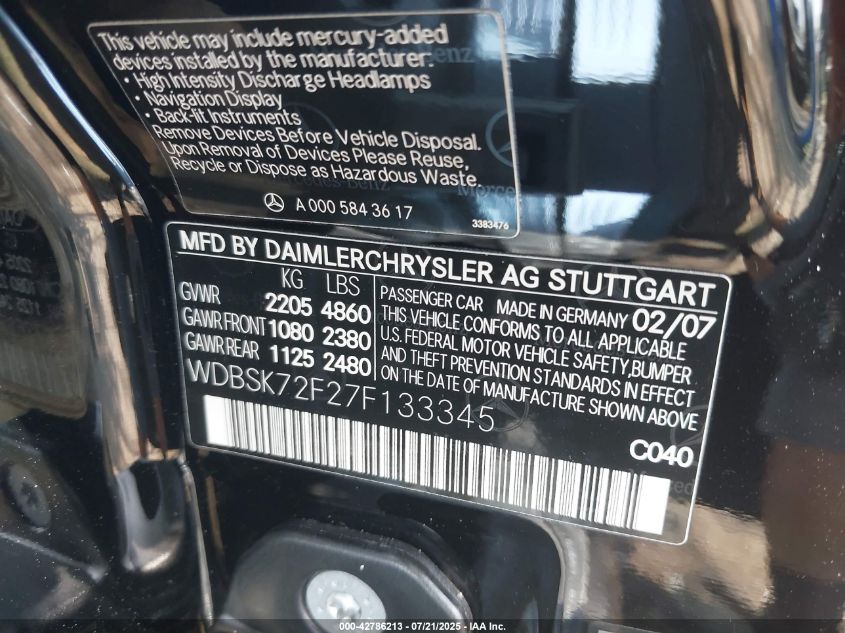 This vehicle may include mercury-added
devices installed by the manufacturer:
• High Intensity Discharge Headlamps
• Navigation Display
• Back-lit Instruments
Remove Devices Before Vehicle Disposal.
Upon Removal of Devices Please Reuse,
Recycle or Dispose as Hazardous Waste.
A 000 584 36 17
3383476
MFD BY DAIMLERCHRYSLER AG STUTTGART
KG LBS
GVWR 2205 4860
GAWR FRONT 1080 2380
GAWR REAR 1125 2480
PASSENGER CAR MADE IN GERMANY 02/07
THIS VEHICLE CONFORMS TO ALL APPLICABLE
U.S. FEDERAL MOTOR VEHICLE SAFETY, BUMPER
AND THEFT PREVENTION STANDARDS IN EFFECT
ON THE DATE OF MANUFACTURE SHOWN ABOVE
WDBSK72F27F133345
C040
000-42786213 - 07/21/2025 - IAA Inc.